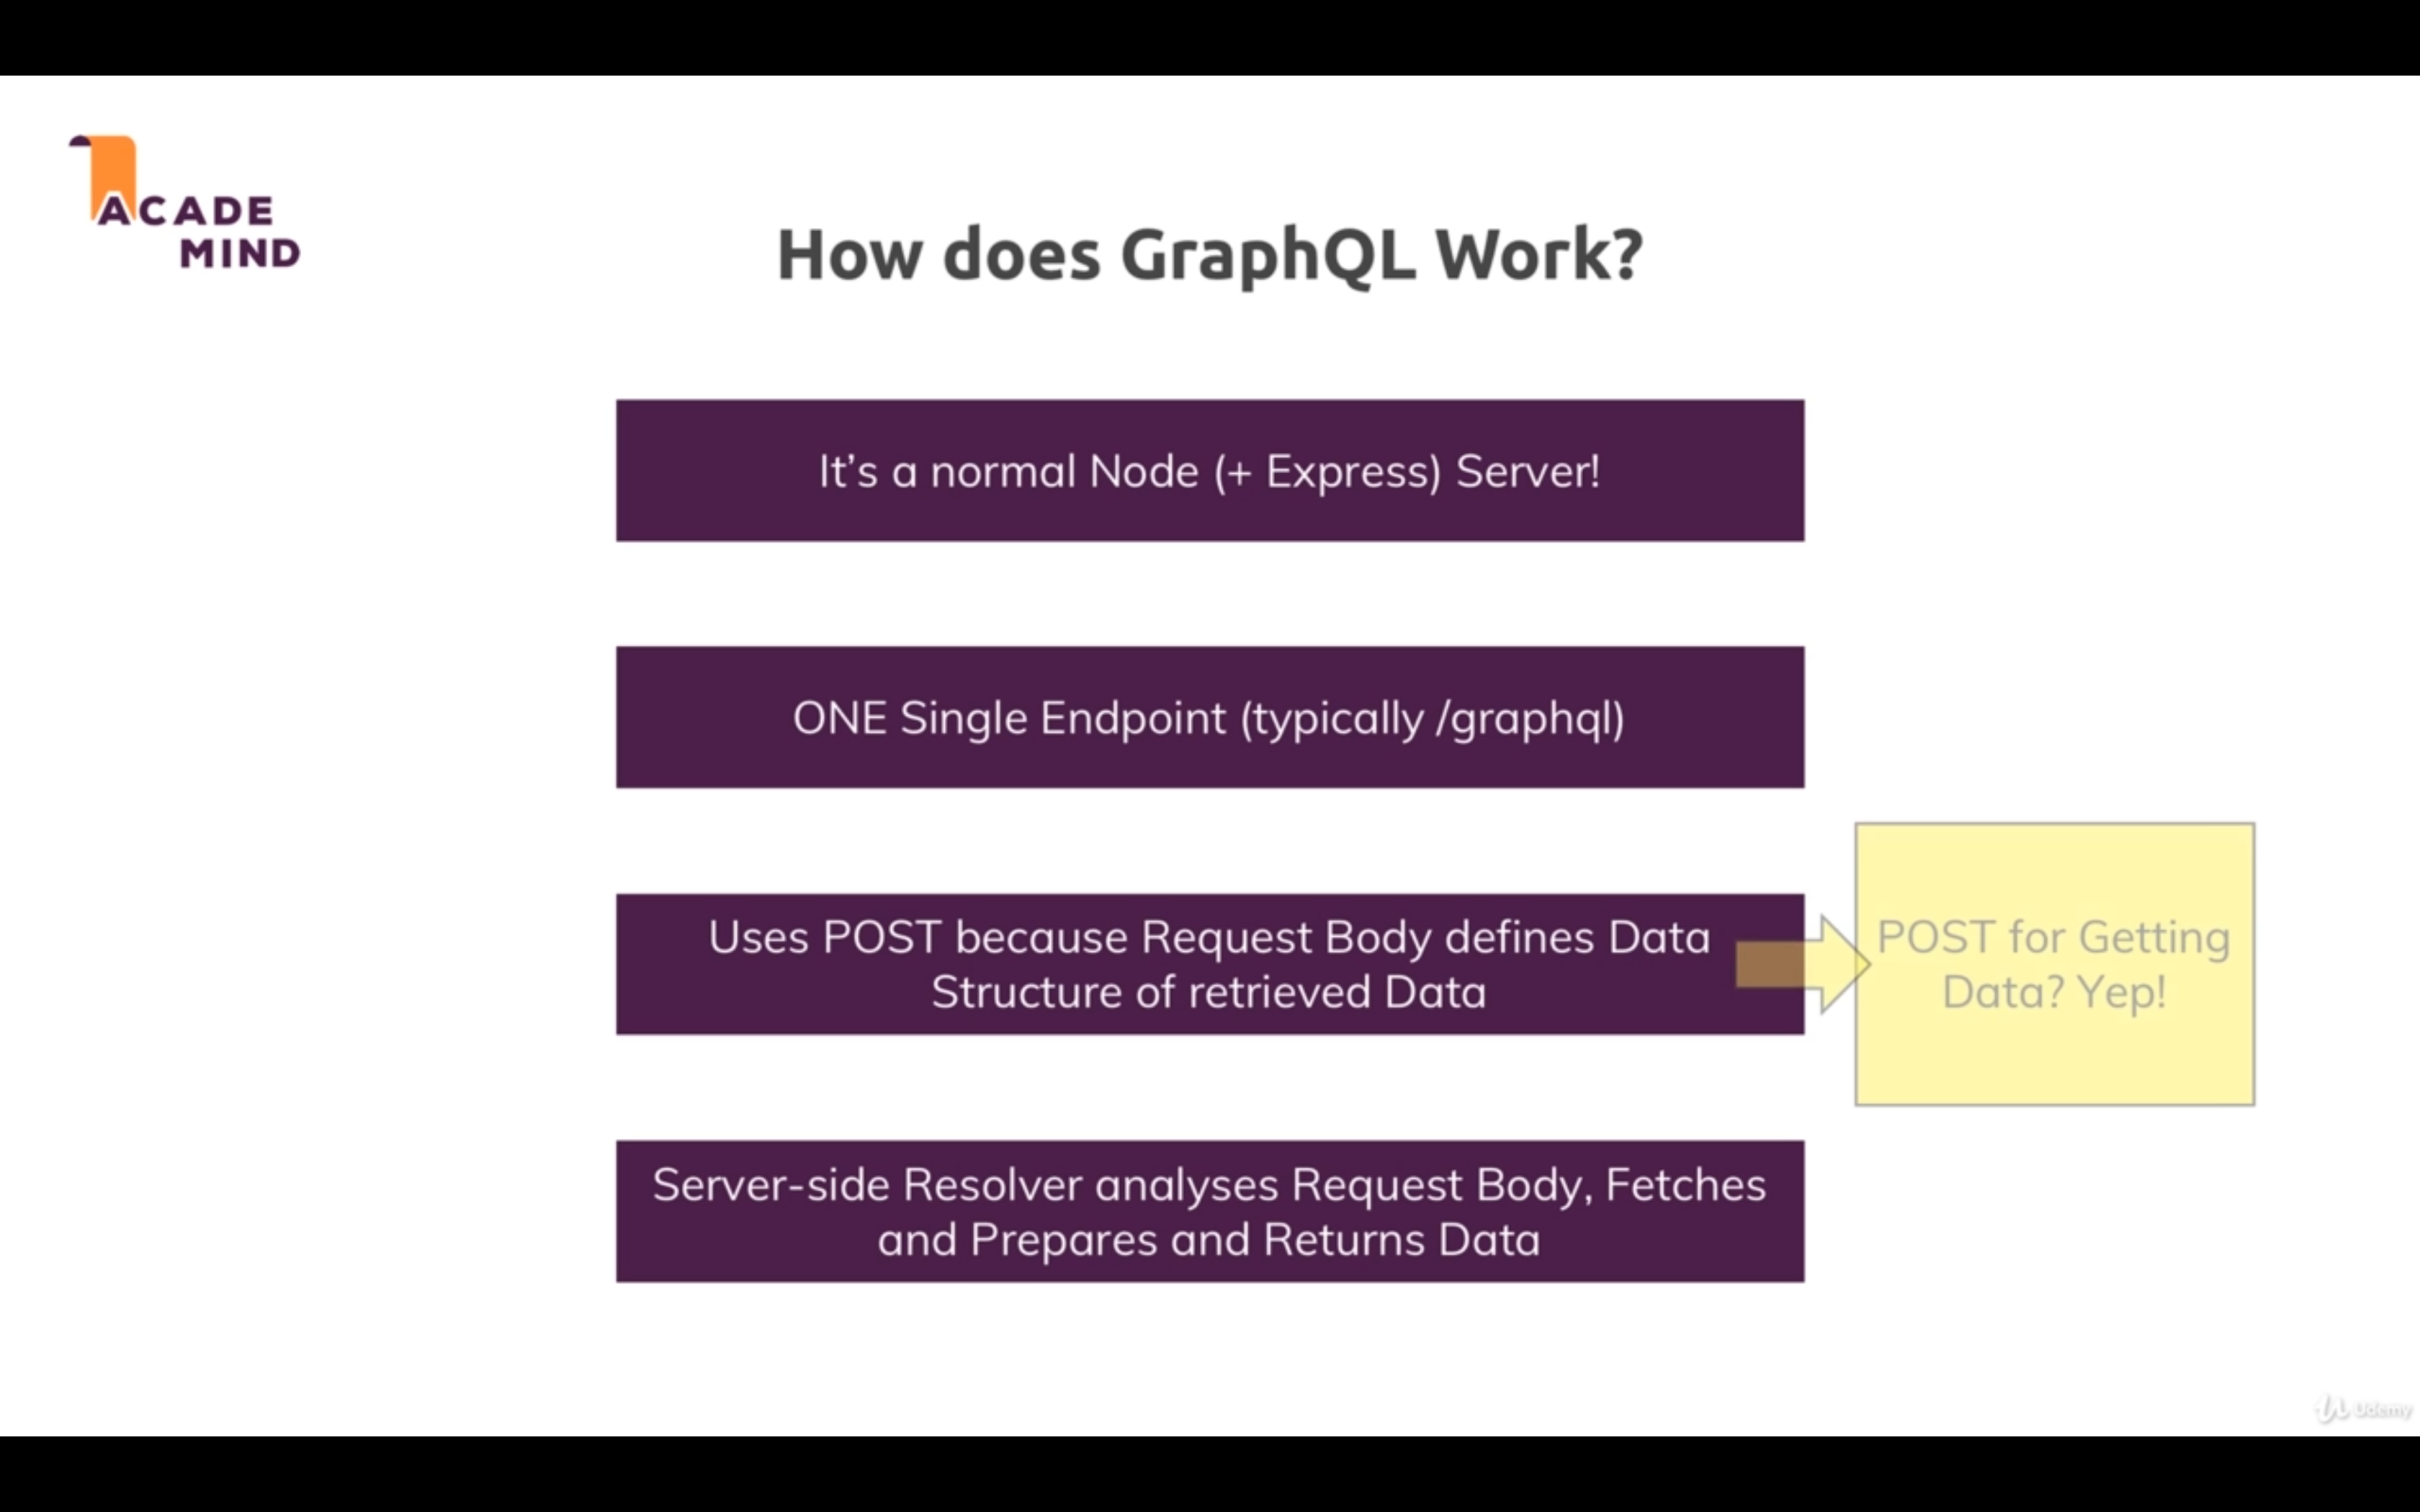 ACADE
MIND
How does GraphQL Work?
It’s a normal Node (+ Express) Server!
ONE Single Endpoint (typically /graphql)
Uses POST because Request Body defines Data
Structure of retrieved Data
POST for Getting
Data? Yep!
Server-side Resolver analyses Request Body, Fetches
and Prepares and Returns Data
Udemy